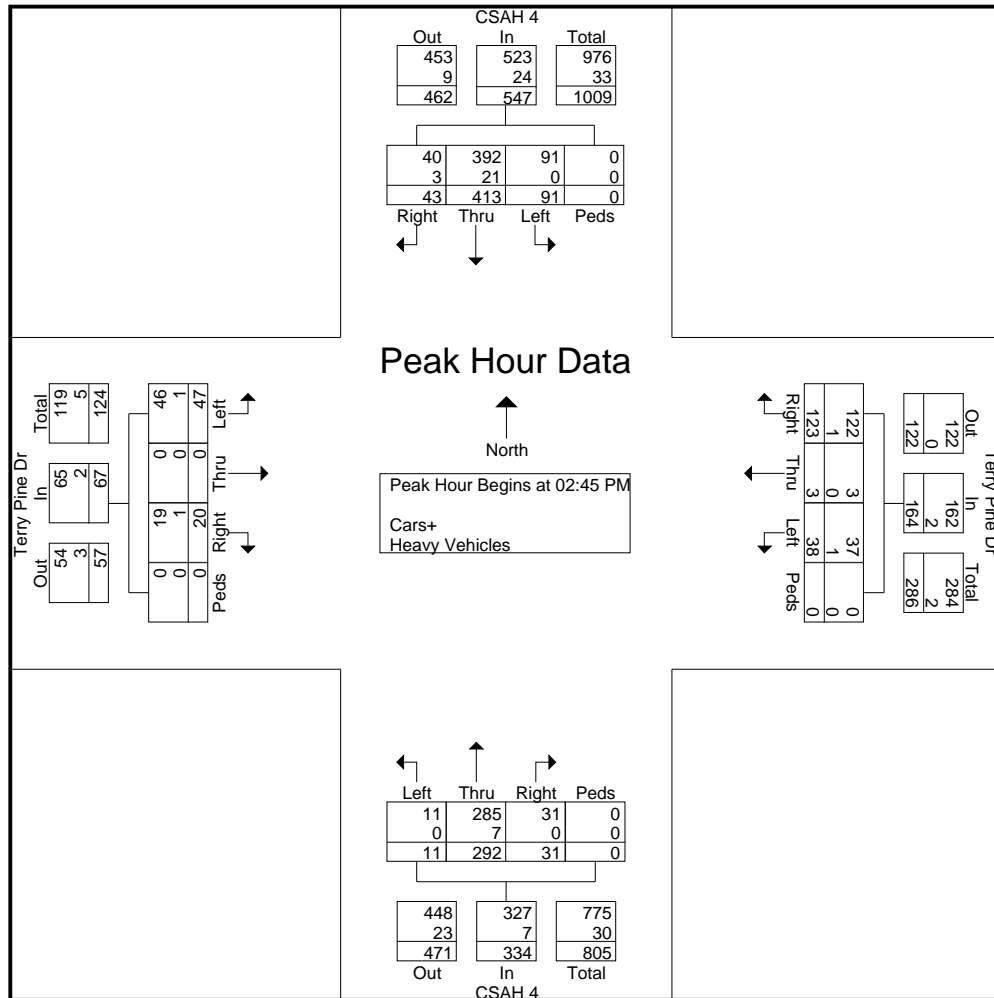 CSAH 4
Out In Total
453 523 976
9 24 33
462 547 1009
40 392 91 0
3 21 0 0
43 413 91 0
Right Thru Left Peds
Peak Hour Data
North
Peak Hour Begins at 02:45 PM
Cars+
Heavy Vehicles
Terry Pine Dr
Out In Total
54 65 119
3 2 5
57 67 124
Peds Right Thru Left
0 19 0 46
0 1 0 1
0 20 0 47
Terry Pine Dr
Out In Total
122 162 284
0 2 2
122 164 286
122 3 37 0
1 0 1 0
123 3 38 0
Right Thru Left Peds
Left Thru Right Peds
11 285 31 0
0 7 0 0
11 292 31 0
448 327 775
23 7 30
471 334 805
Out In Total
CSAH 4